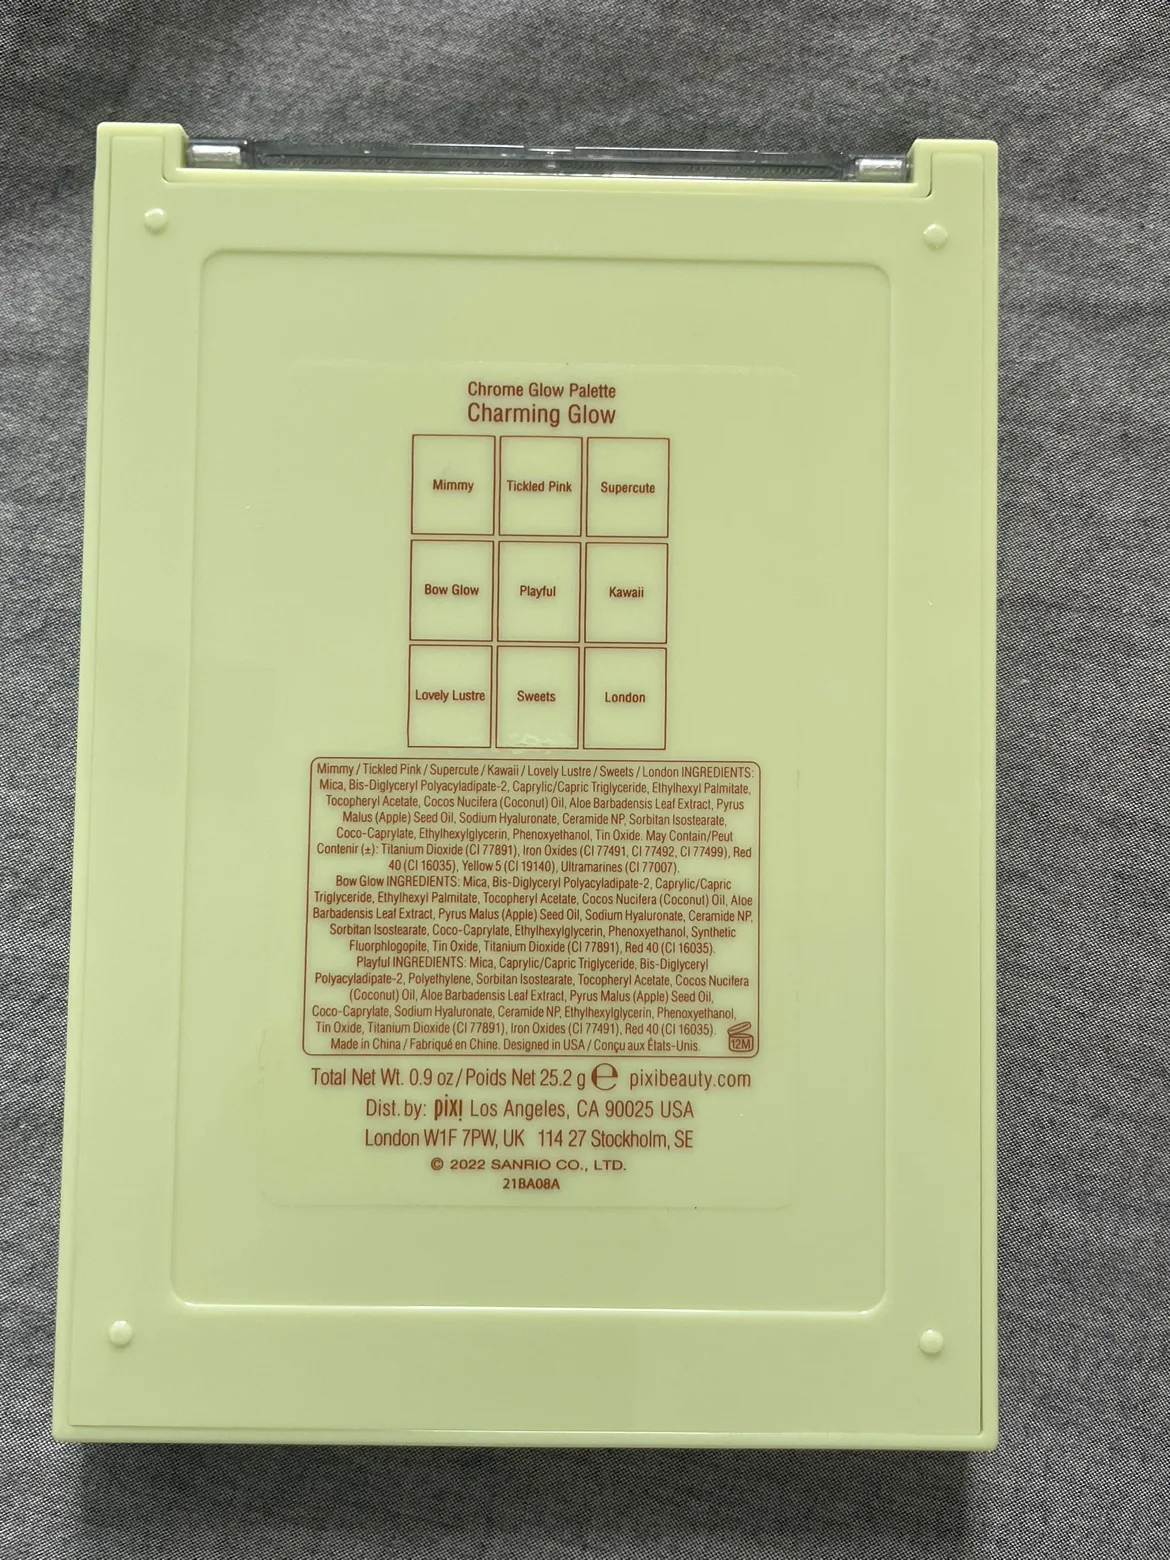 Chrome Glow Palette
Charming Glow
Mimmy
Tickled Pink
Supercute
Bow Glow
Playful
Kawaii
Lovely Lustre
Sweets
London
Mimmy / Tickled Pink / Supercute / Kawaii / Lovely Lustre / Sweets / London INGREDIENTS:
Mica, Bis-Diglyceryl Polyacyladipate-2, Caprylic/Capric Triglyceride, Ethylhexyl Palmitate,
Tocopheryl Acetate, Cocos Nucifera (Coconut) Oil, Aloe Barbadensis Leaf Extract, Pyrus
Malus (Apple) Seed Oil, Sodium Hyaluronate, Ceramide NP, Sorbitan Isostearate,
Coco-Caprylate, Ethylhexylglycerin, Phenoxyethanol, Tin Oxide. May Contain/Peut
Contenir (±): Titanium Dioxide (CI 77891), Iron Oxides (CI 77491, CI 77492, CI 77499), Red
40 (CI 16035), Yellow 5 (CI 19140), Ultramarines (CI 77007).
Bow Glow INGREDIENTS: Mica, Bis-Diglyceryl Polyacyladipate-2, Caprylic/Capric
Triglyceride, Ethylhexyl Palmitate, Tocopheryl Acetate, Cocos Nucifera (Coconut) Oil, Aloe
Barbadensis Leaf Extract, Pyrus Malus (Apple) Seed Oil, Sodium Hyaluronate, Ceramide NP,
Sorbitan Isostearate, Coco-Caprylate, Ethylhexylglycerin, Phenoxyethanol, Synthetic
Fluorphlogopite, Tin Oxide, Titanium Dioxide (CI 77891), Red 40 (CI 16035).
Playful INGREDIENTS: Mica, Caprylic/Capric Triglyceride, Bis-Diglyceryl
Polyacyladipate-2, Polyethylene, Sorbitan Isostearate, Tocopheryl Acetate, Cocos Nucifera
(Coconut) Oil, Aloe Barbadensis Leaf Extract, Pyrus Malus (Apple) Seed Oil,
Coco-Caprylate, Sodium Hyaluronate, Ceramide NP, Ethylhexylglycerin, Phenoxyethanol,
Tin Oxide, Titanium Dioxide (CI 77891), Iron Oxides (CI 77491), Red 40 (CI 16035).
Made in China / Fabriqué en Chine. Designed in USA / Conçu aux États-Unis.
12M
Total Net Wt. 0.9 oz / Poids Net 25.2 g ℮ pixibeauty.com
Dist. by: pixi Los Angeles, CA 90025 USA
London W1F 7PW, UK 114 27 Stockholm, SE
© 2022 SANRIO CO., LTD.
21BA08A